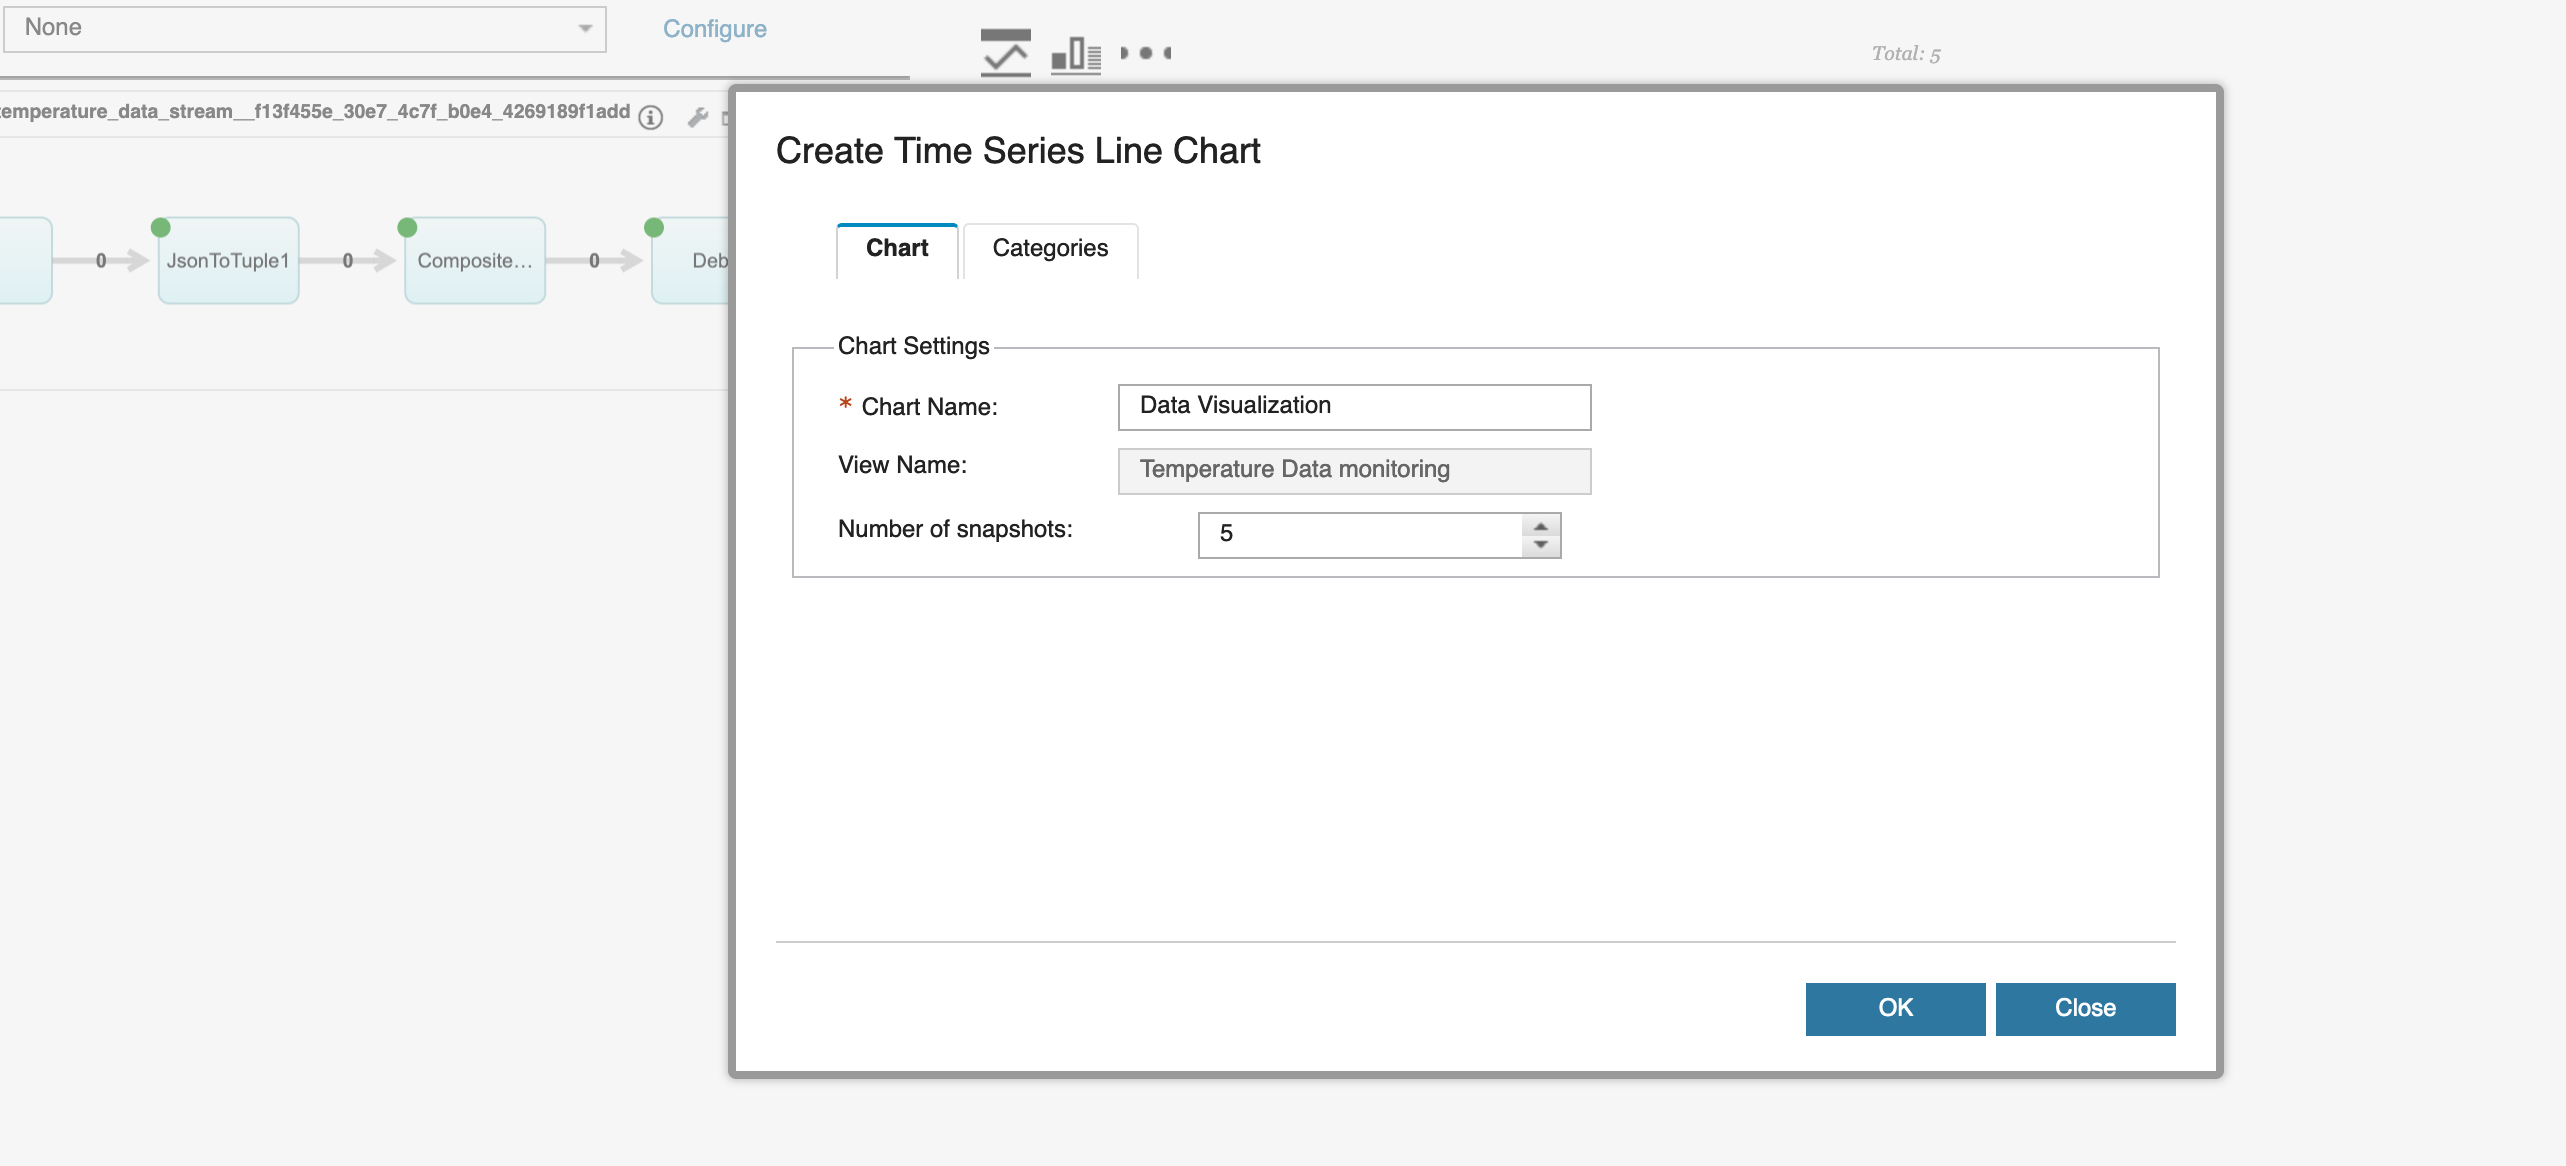 None
Configure
Total: 5
temperature_data_stream__f13f455e_30e7_4c7f_b0e4_4269189f1add
0
JsonToTuple1
0
Composite...
0
Deb
Create Time Series Line Chart
Chart
Categories
Chart Settings
* Chart Name:
Data Visualization
View Name:
Temperature Data monitoring
Number of snapshots:
5
OK
Close